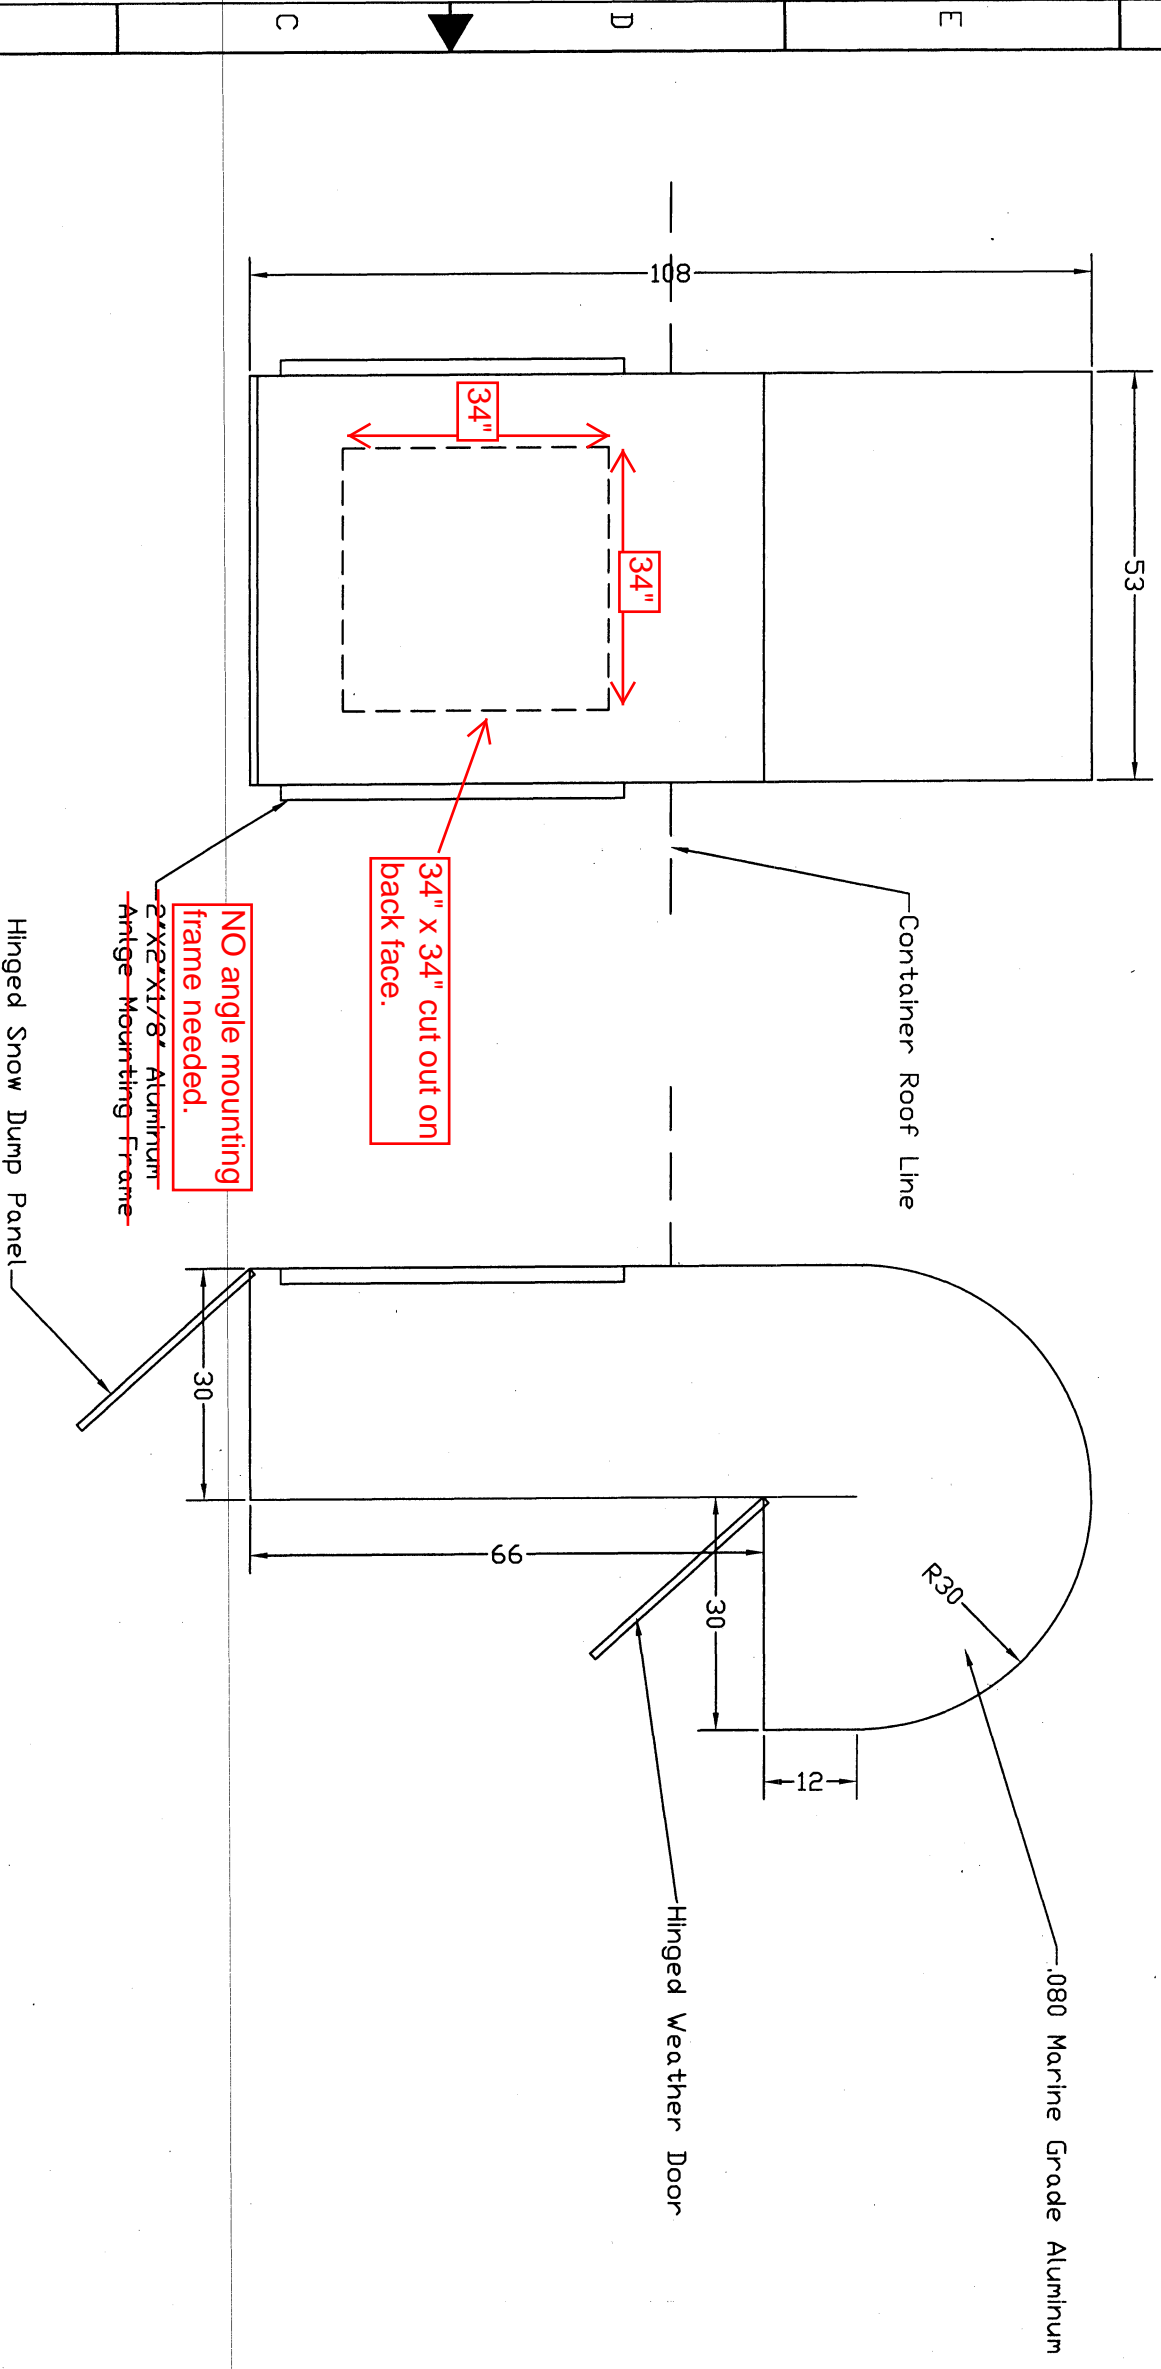 C
D
E
108
53
34"
34"
34" x 34" cut out on
back face.
Container Roof Line
2"X2"X1/8" Aluminum
Anlge Mounting Frame
NO angle mounting
frame needed.
Hinged Snow Dump Panel
30
66
30
R30
12
Hinged Weather Door
.080 Marine Grade Aluminum